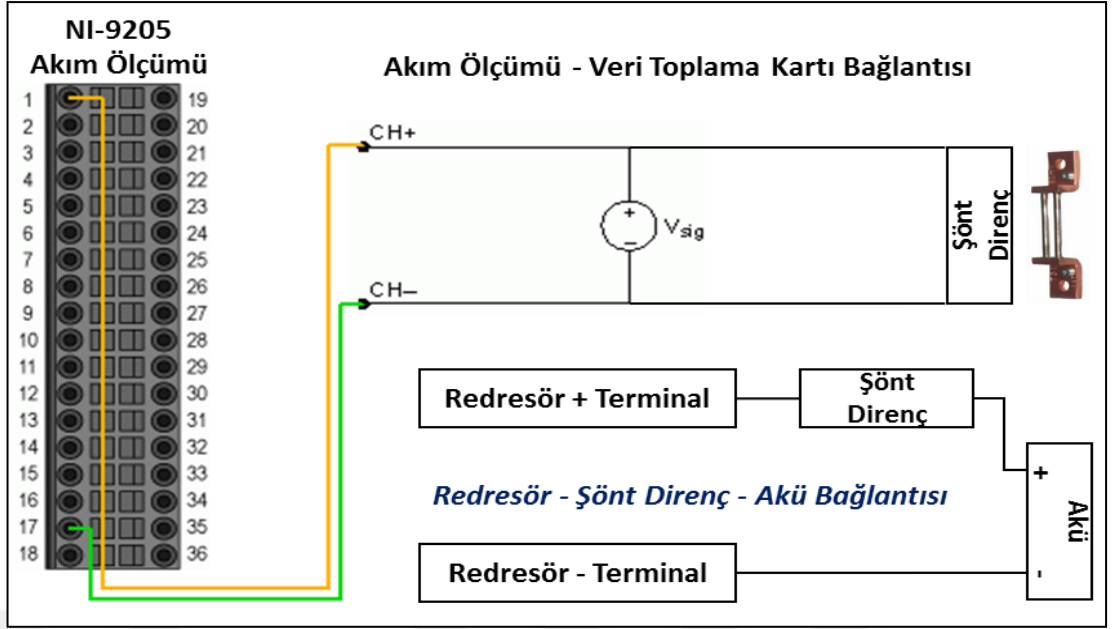 NI-9205
Akım Ölçümü
Akım Ölçümü - Veri Toplama Kartı Bağlantısı
1 19
2 20
3 21
4 22
5 23
6 24
7 25
8 26
9 27
10 28
11 29
12 30
13 31
14 32
15 33
16 34
17 35
18 36
CH+
+
–
Vsig
CH–
Şönt
Direnç
Redresör + Terminal
Şönt
Direnç
Redresör - Şönt Direnç - Akü Bağlantısı
+
Akü
-
Redresör - Terminal